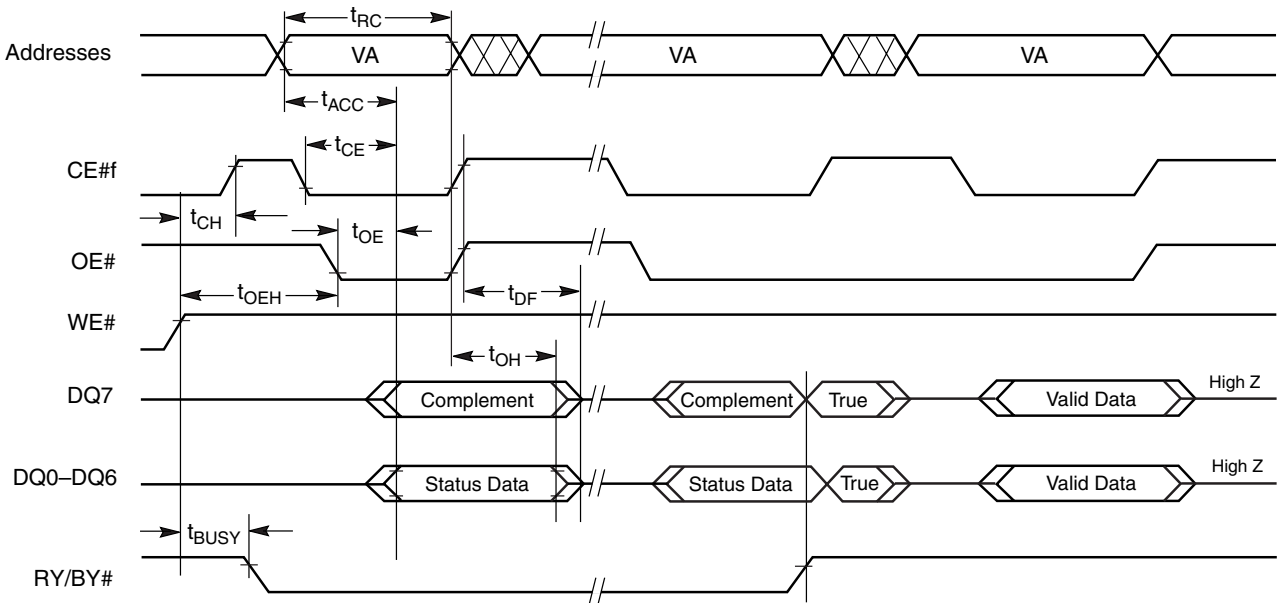 tRC
Addresses VA VA VA
tACC
tCE
CE#f
tCH tOE
OE#
tOEH tDF
WE#
tOH
DQ7 Complement Complement True Valid Data High Z
DQ0–DQ6 Status Data Status Data True Valid Data High Z
tBUSY
RY/BY#